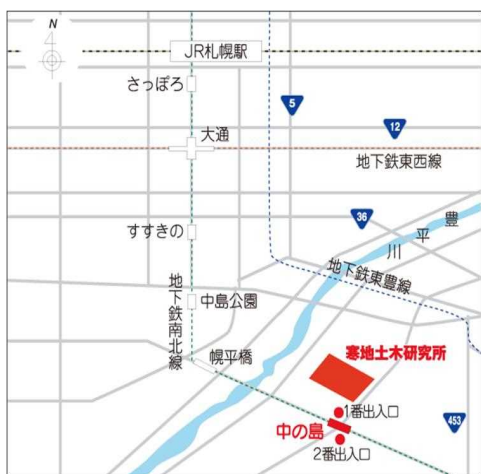 N
JR札幌駅
さっぽろ
5
12
大通
地下鉄東西線
36
豊平川
すすきの
地下鉄東豊線
地下鉄南北線
中島公園
幌平橋
寒地土木研究所
1番出入口
中の島
453
2番出入口